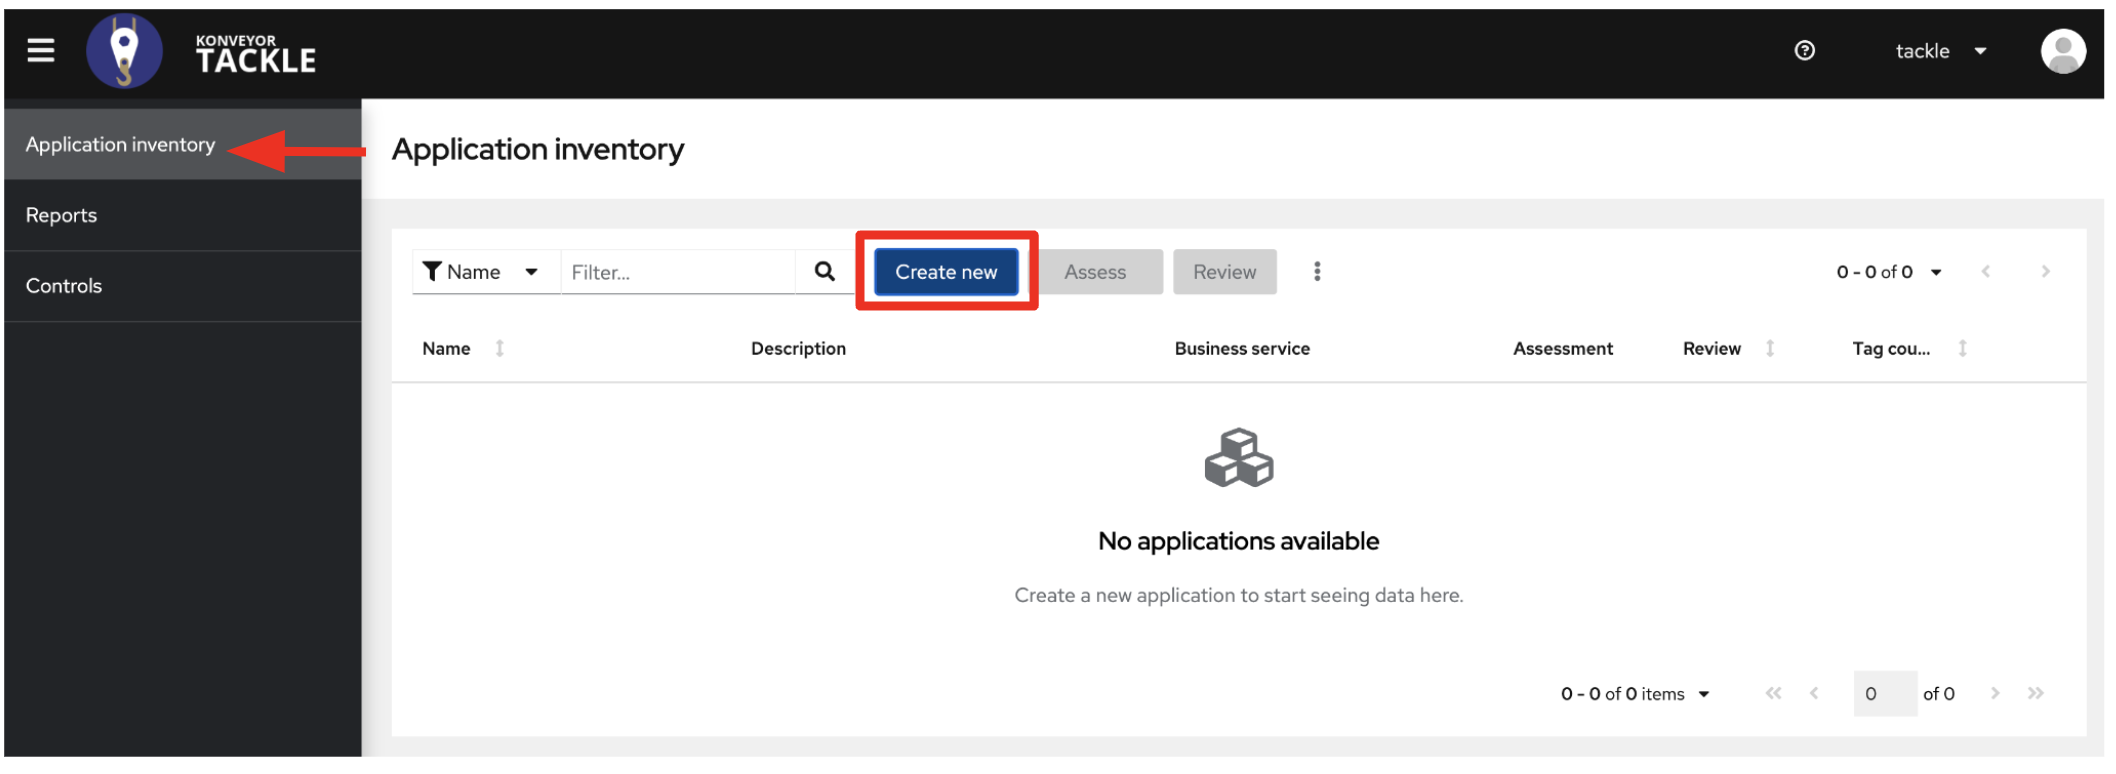 KONVEYOR
TACKLE
tackle
Application inventory
Reports
Controls
Application inventory
Name Filter... Create new Assess Review 0 - 0 of 0
Name Description Business service Assessment Review Tag cou...
No applications available
Create a new application to start seeing data here.
0 - 0 of 0 items 0 of 0